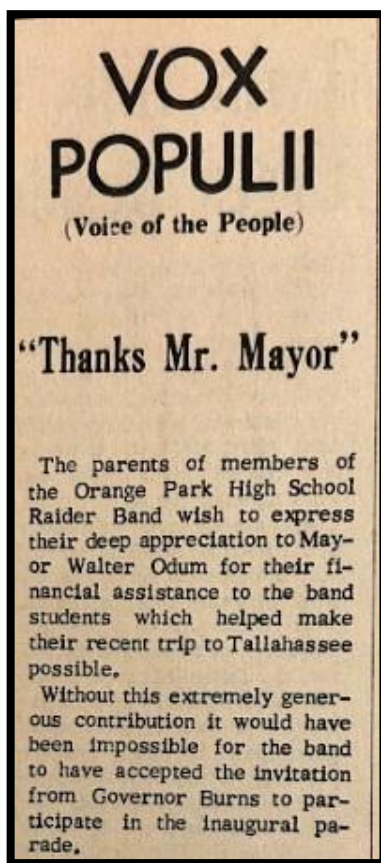 VOX
POPULII
(Voice of the People)
“Thanks Mr. Mayor”
The parents of members of
the Orange Park High School
Raider Band wish to express
their deep appreciation to May-
or Walter Odum for their fi-
nancial assistance to the band
students which helped make
their recent trip to Tallahassee
possible.
Without this extremely gener-
ous contribution it would have
been impossible for the band
to have accepted the invitation
from Governor Burns to par-
ticipate in the inaugural pa-
rade.